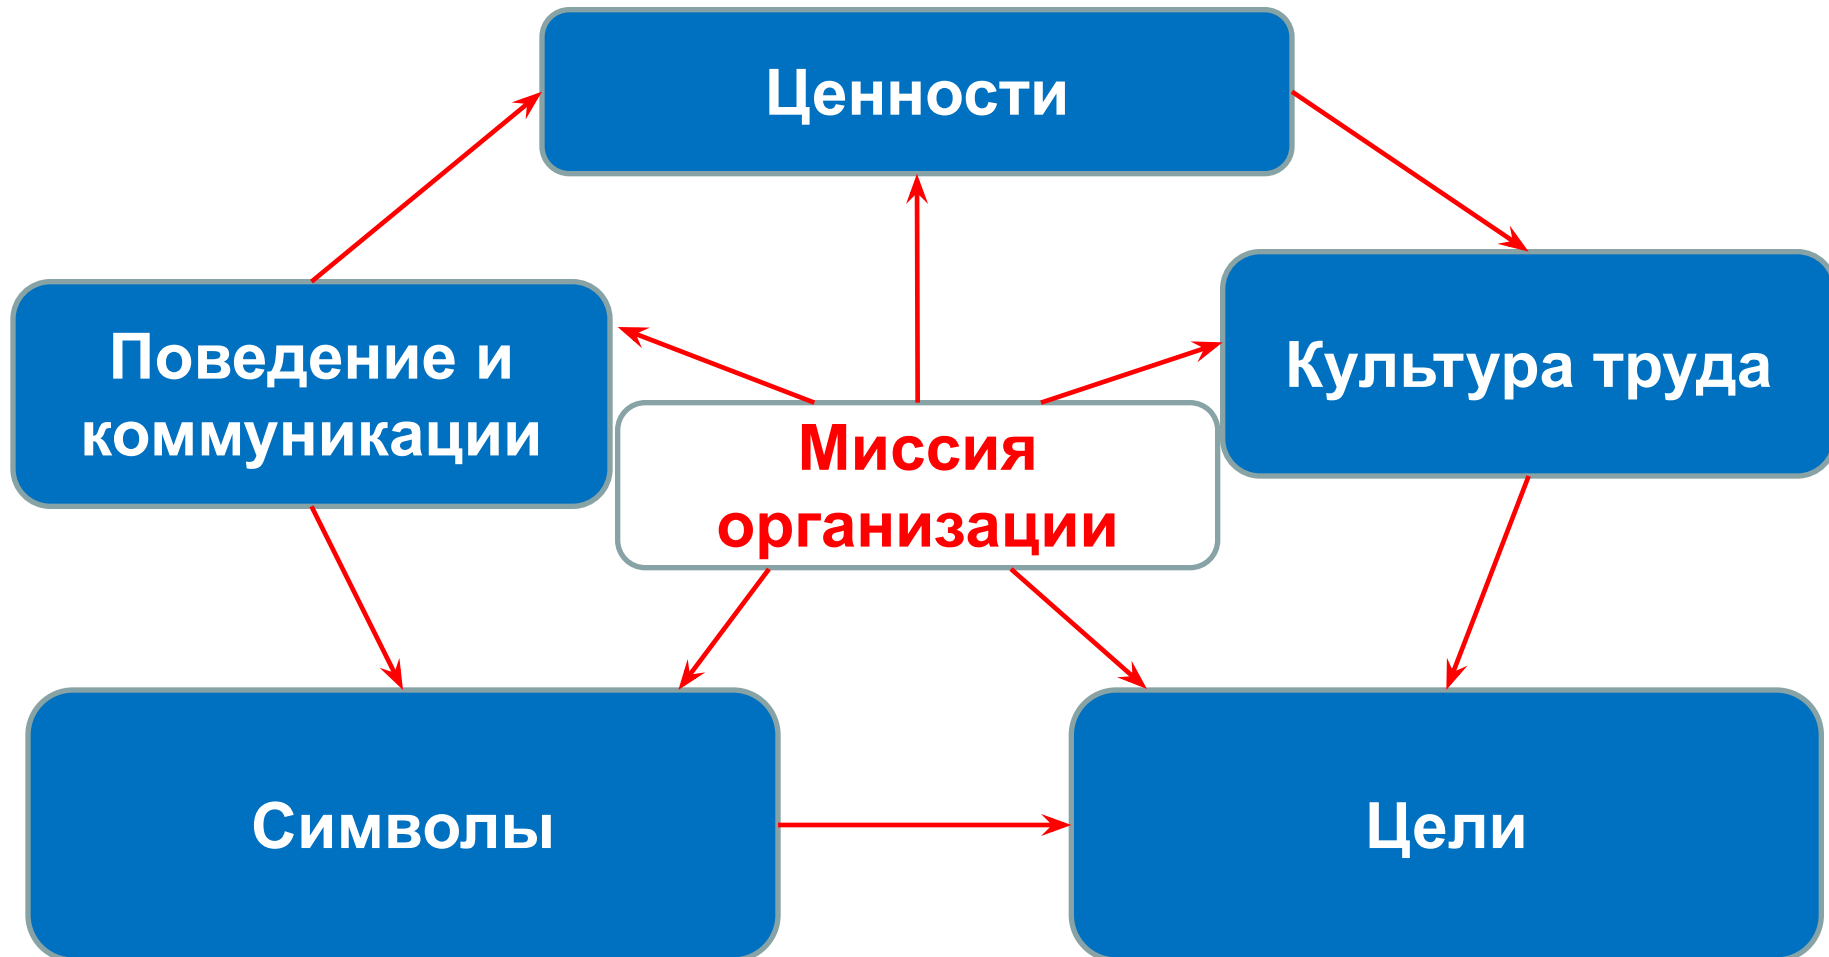 Ценности
Поведение и
коммуникации
Культура труда
Миссия
организации
Символы
Цели